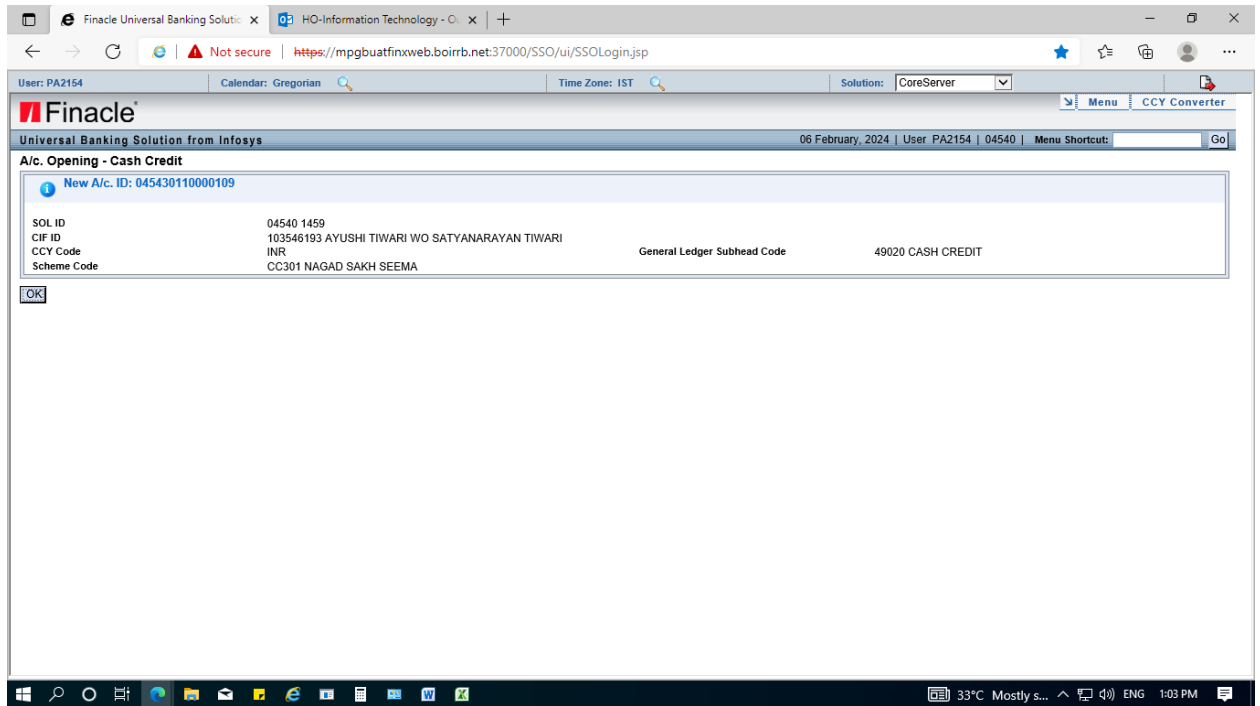 Finacle Universal Banking Solutic
HO-Information Technology - O
Not secure https://mpgbuatfinxweb.boirrb.net:37000/SSO/ui/SSOLogin.jsp
User: PA2154 Calendar: Gregorian Time Zone: IST Solution: CoreServer
Finacle
Menu CCY Converter
Universal Banking Solution from Infosys 06 February, 2024 | User PA2154 | 04540 | Menu Shortcut: Go
A/c. Opening - Cash Credit
New A/c. ID: 045430110000109
SOL ID 04540 1459
CIF ID 103546193 AYUSHI TIWARI WO SATYANARAYAN TIWARI
CCY Code INR General Ledger Subhead Code 49020 CASH CREDIT
Scheme Code CC301 NAGAD SAKH SEEMA
OK
33°C Mostly s... ENG 1:03 PM